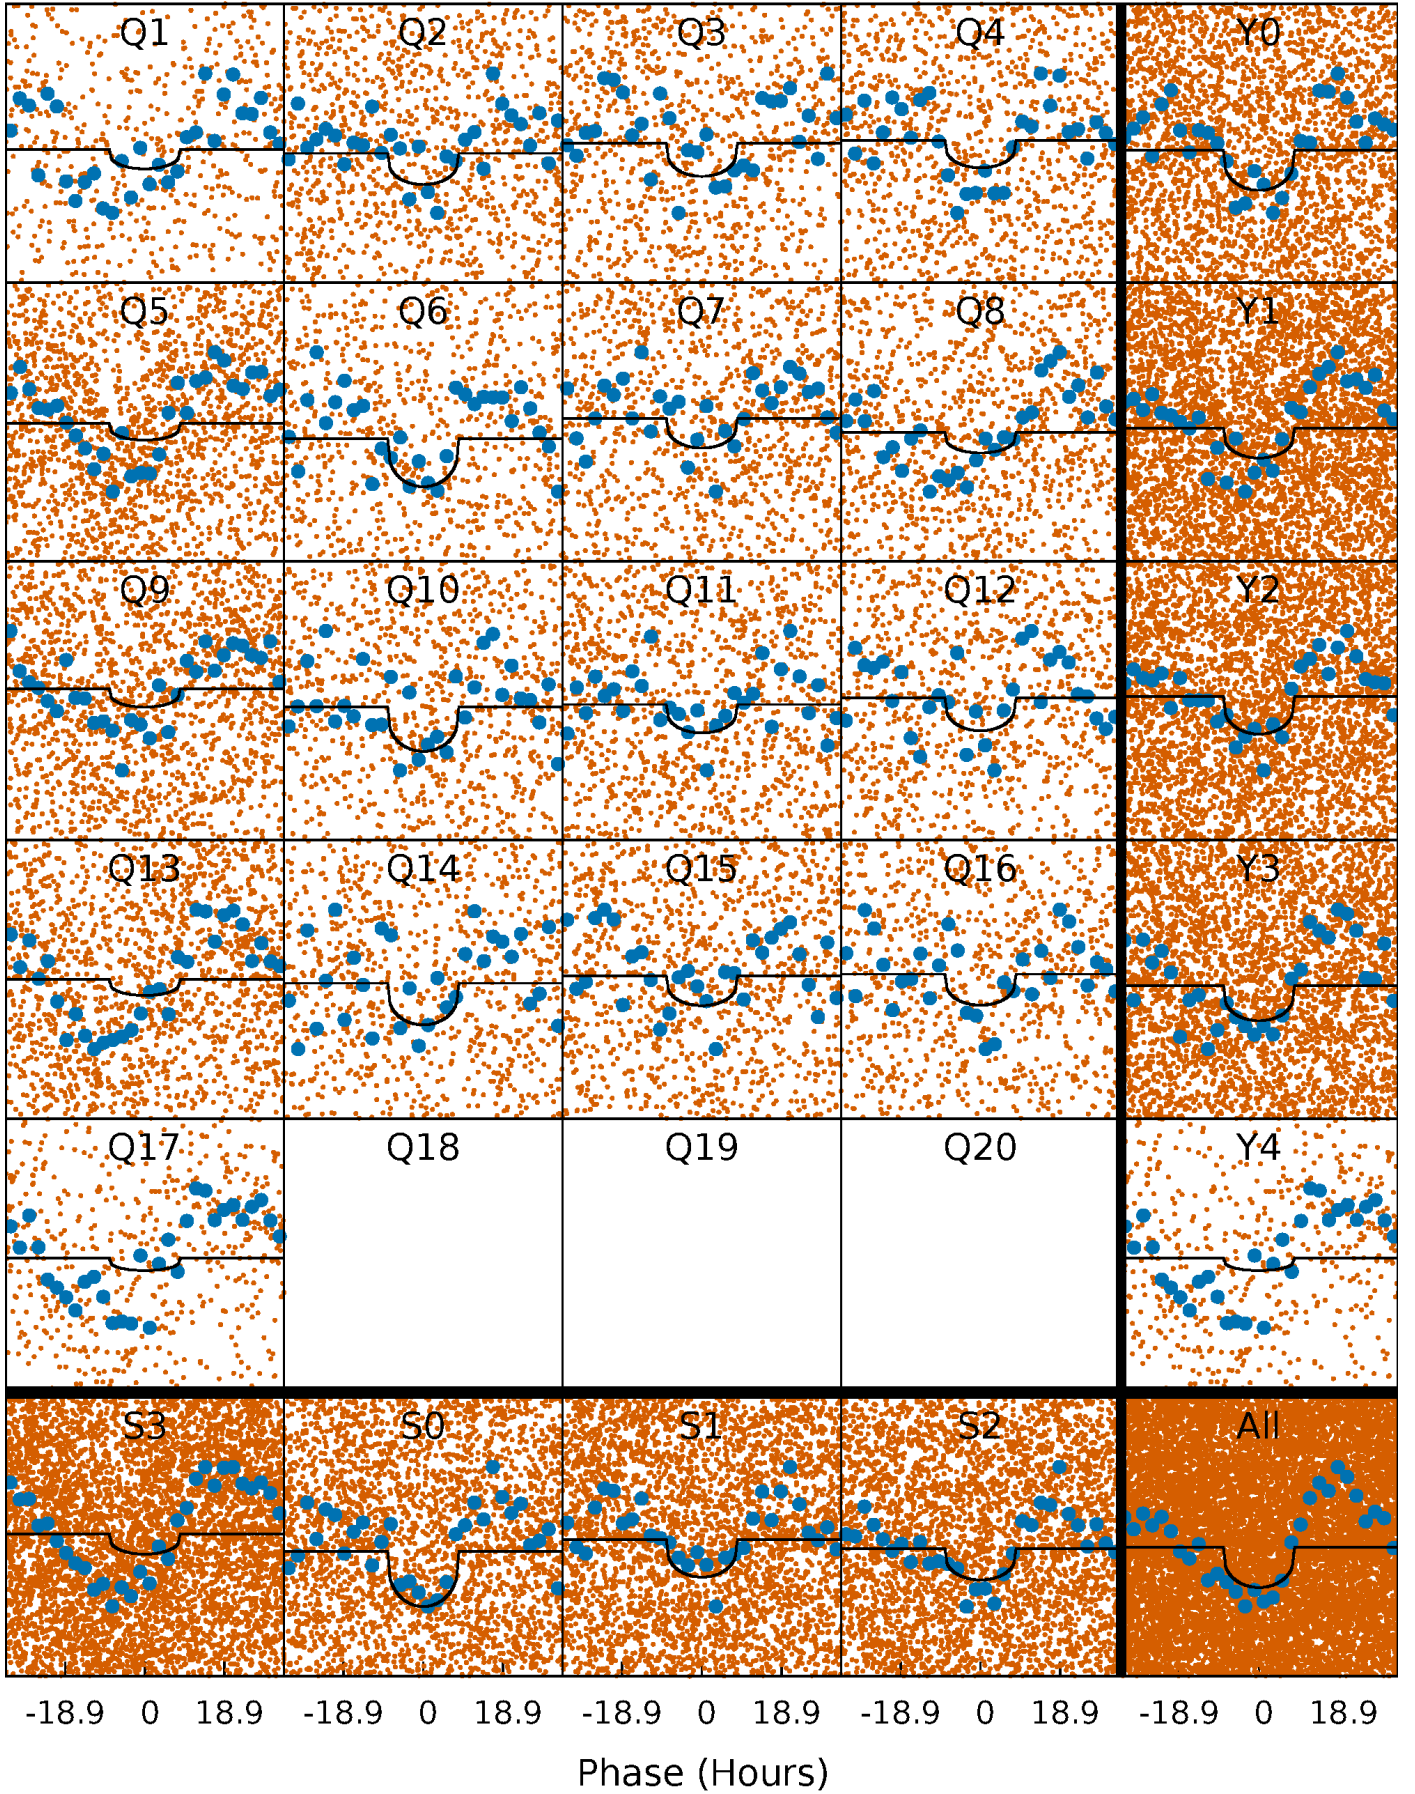 Q1 Q2 Q3 Q4 Y0
Q5 Q6 Q7 Q8 Y1
Q9 Q10 Q11 Q12 Y2
Q13 Q14 Q15 Q16 Y3
Q17 Q18 Q19 Q20 Y4
S3 S0 S1 S2 All
-18.9 0 18.9 -18.9 0 18.9 -18.9 0 18.9 -18.9 0 18.9 -18.9 0 18.9
Phase (Hours)